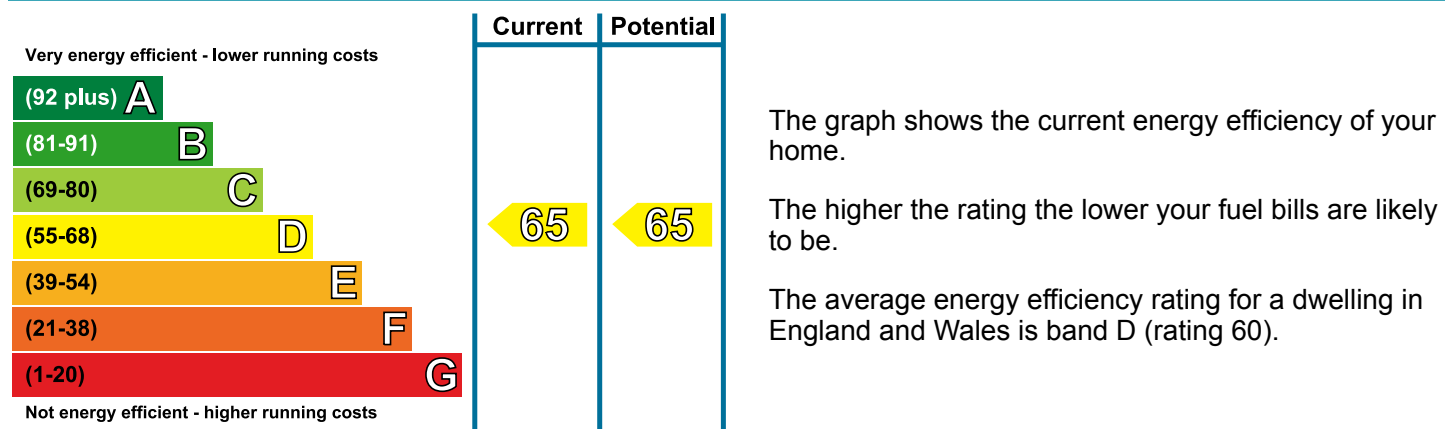 Current Potential
Very energy efficient - lower running costs
(92 plus) A
(81-91) B
(69-80) C
(55-68) D
65 65
(39-54) E
(21-38) F
(1-20) G
Not energy efficient - higher running costs
The graph shows the current energy efficiency of your
home.
The higher the rating the lower your fuel bills are likely
to be.
The average energy efficiency rating for a dwelling in
England and Wales is band D (rating 60).